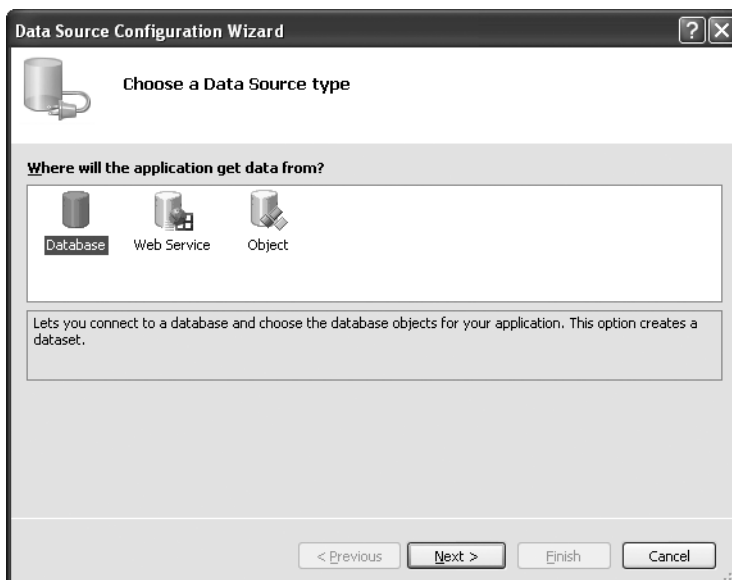 Data Source Configuration Wizard
Choose a Data Source type
Where will the application get data from?
Database
Web Service
Object
Lets you connect to a database and choose the database objects for your application. This option creates a
dataset.
< Previous
Next >
Finish
Cancel